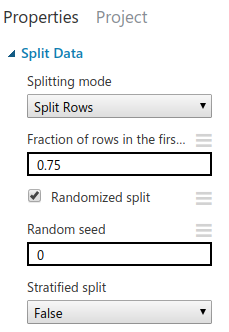 Properties Project
Split Data
Splitting mode
Split Rows
Fraction of rows in the firs...
0.75
Randomized split
Random seed
0
Stratified split
False